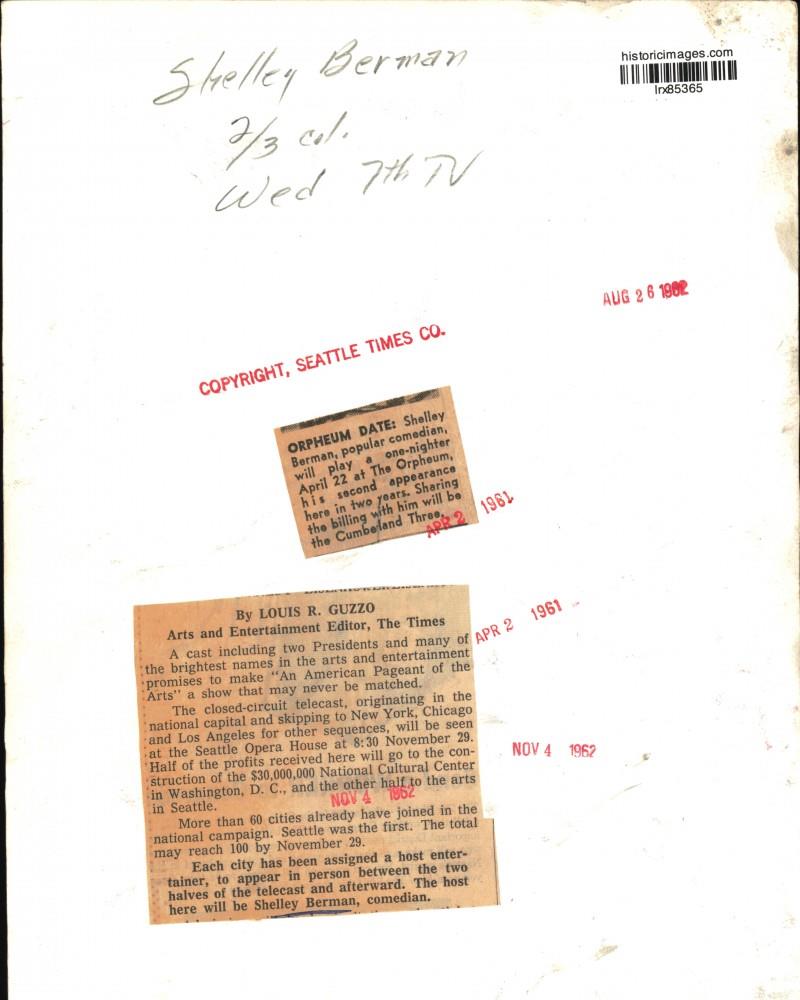 Shelley Berman
2/3 col.
Wed 7th TV
historicimages.com
lrx85365
AUG 26 1962
COPYRIGHT, SEATTLE TIMES CO.
ORPHEUM DATE: Shelley
Berman, popular comedian,
will play a one-nighter
April 22 at The Orpheum,
his second appearance
here in two years. Sharing
the billing with him will be
the Cumberland Three.
APR 2 1961
By LOUIS R. GUZZO
Arts and Entertainment Editor, The Times
A cast including two Presidents and many of
the brightest names in the arts and entertainment
promises to make "An American Pageant of the
Arts" a show that may never be matched.
The closed-circuit telecast, originating in the
national capital and skipping to New York, Chicago
and Los Angeles for other sequences, will be seen
at the Seattle Opera House at 8:30 November 29.
Half of the profits received here will go to the con-
struction of the $30,000,000 National Cultural Center
in Washington, D. C., and the other half to the arts
in Seattle.
NOV 4 1962
More than 60 cities already have joined in the
national campaign. Seattle was the first. The total
may reach 100 by November 29.
Each city has been assigned a host enter-
tainer, to appear in person between the two
halves of the telecast and afterward. The host
here will be Shelley Berman, comedian.
APR 2 1961
NOV 4 1962